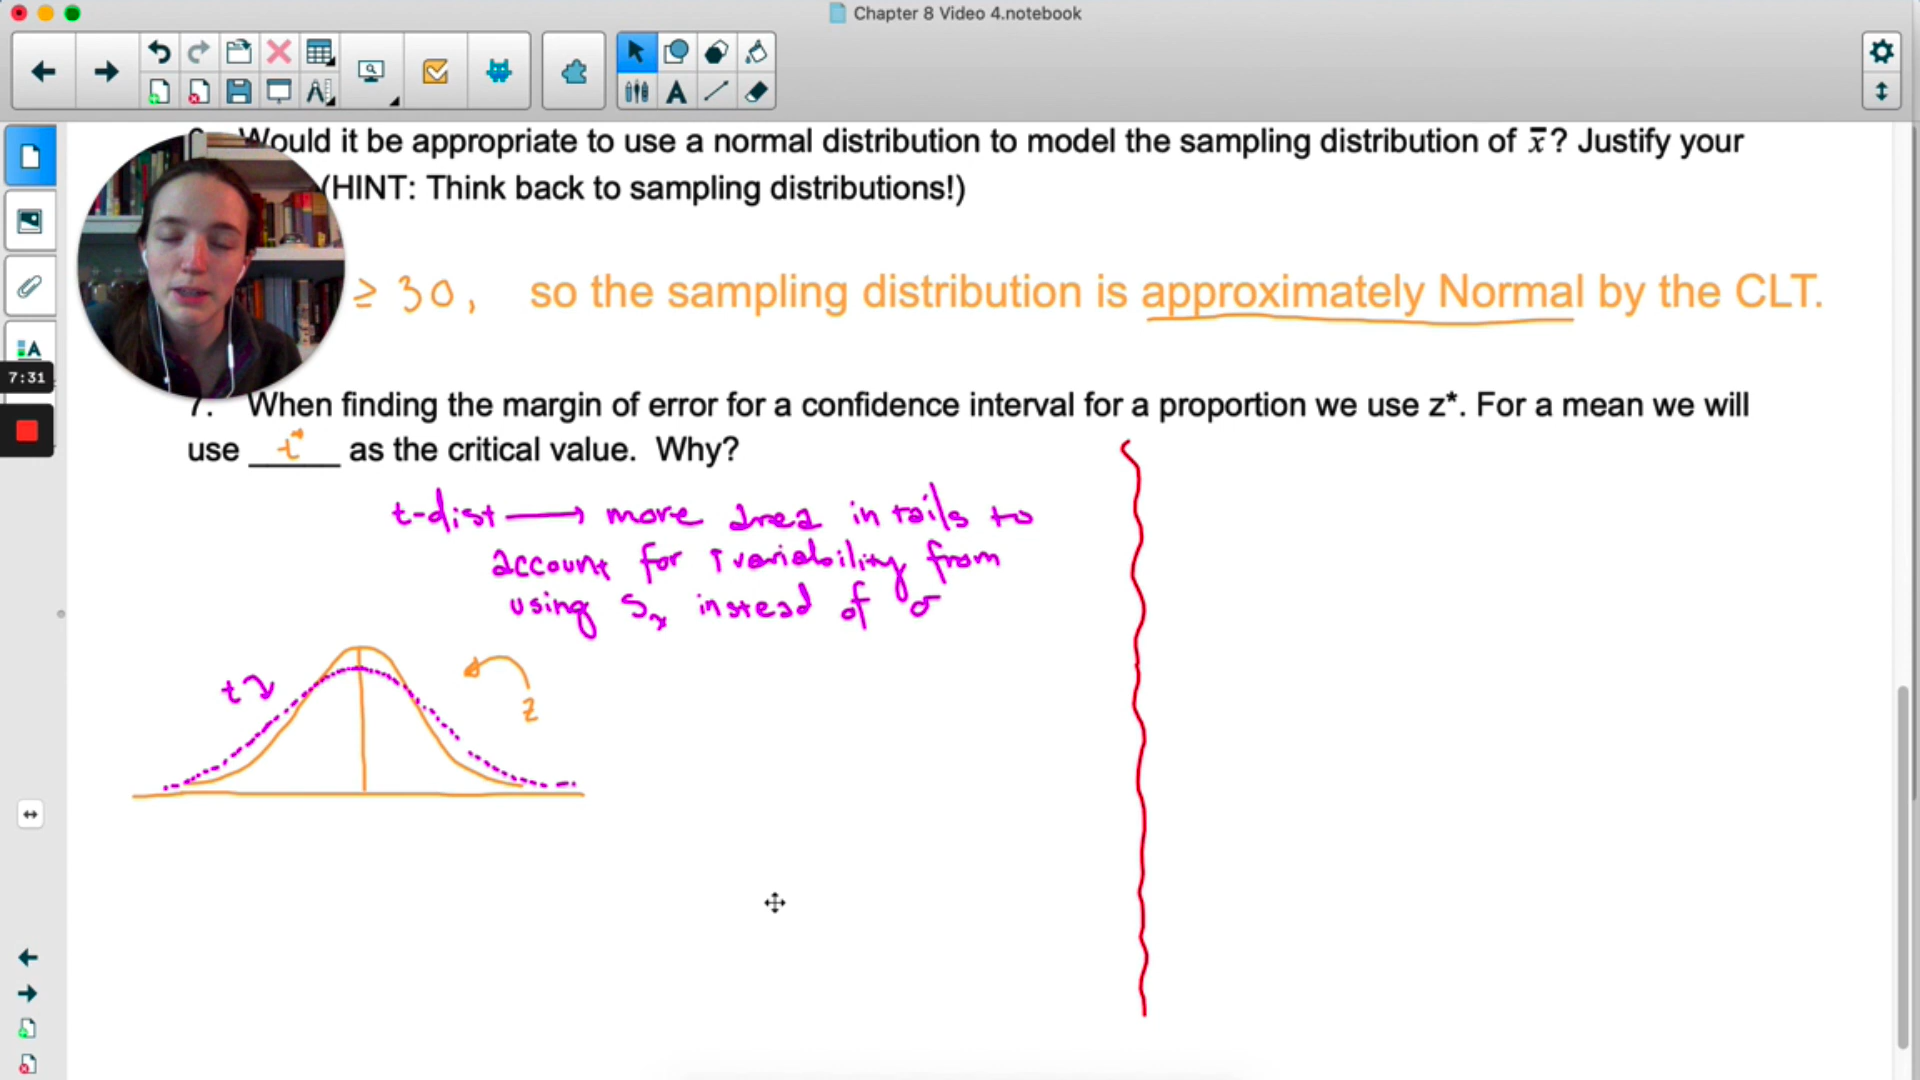 Chapter 8 Video 4.notebook
Would it be appropriate to use a normal distribution to model the sampling distribution of x̄? Justify your
(HINT: Think back to sampling distributions!)
≥ 30, so the sampling distribution is approximately Normal by the CLT.
7:31
7. When finding the margin of error for a confidence interval for a proportion we use z*. For a mean we will
use t* as the critical value. Why?
t-dist → more area in tails to
account for ↑ variability from
using Sx instead of σ
t
z